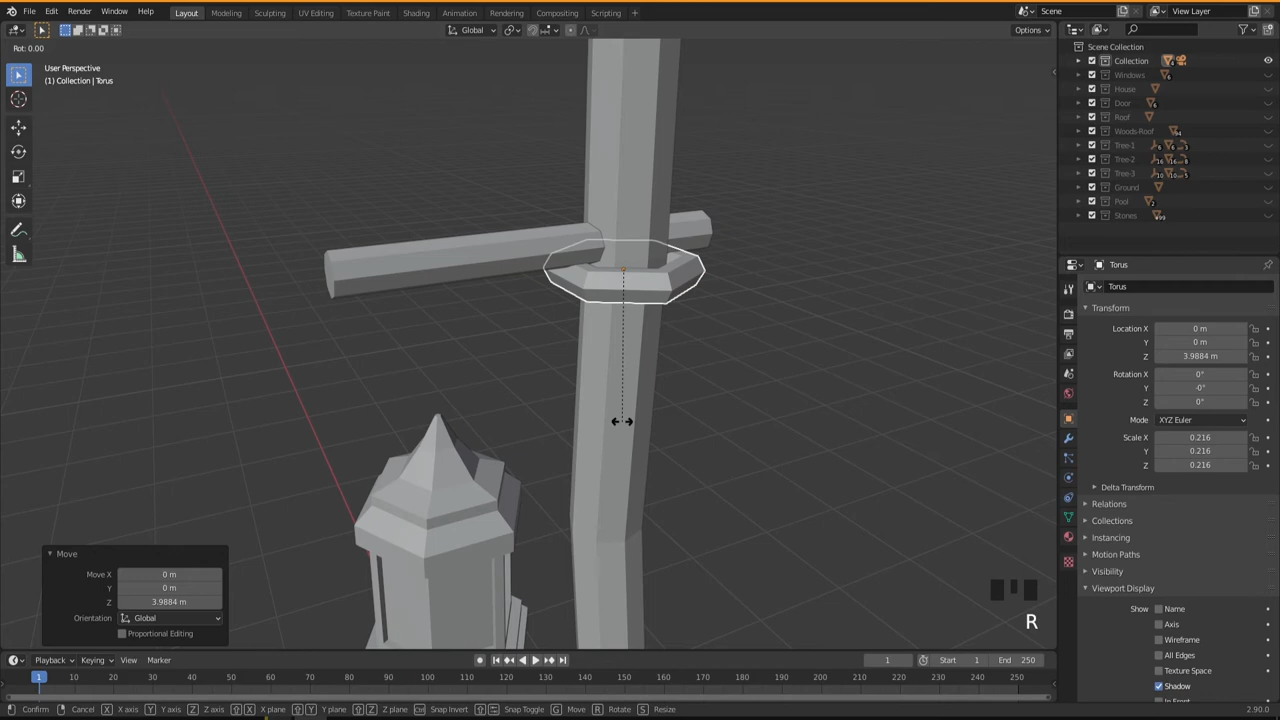 File Edit Render Window Help Layout Modeling Sculpting UV Editing Texture Paint Shading Animation Rendering Compositing Scripting + Scene View Layer
Global Options
Rot: 0.00
User Perspective
(1) Collection | Torus
Scene Collection
Collection
Windows
House
Door
Roof
Woods-Roof
Tree-1
Tree-2
Tree-3
Ground
Pool
Stones
Torus
Torus
Transform
Location X 0 m
Y 0 m
Z 3.9884 m
Rotation X 0°
Y -0°
Z 0°
Mode XYZ Euler
Scale X 0.216
Y 0.216
Z 0.216
Delta Transform
Relations
Collections
Instancing
Motion Paths
Visibility
Viewport Display
Show Name
Axis
Wireframe
All Edges
Texture Space
Shadow
Move
Move X 0 m
Y 0 m
Z 3.9884 m
Orientation Global
Proportional Editing
R
Playback Keying View Marker 1 Start 1 End 250
1 10 20 30 40 50 60 70 80 90 100 110 120 130 140 150 160 170 180 190 200 210 220 230 240 250
Confirm Cancel X X axis Y Y axis Z Z axis X X plane Y Y plane Z Z plane Snap Invert Snap Toggle G Move R Rotate S Resize 2.90.0